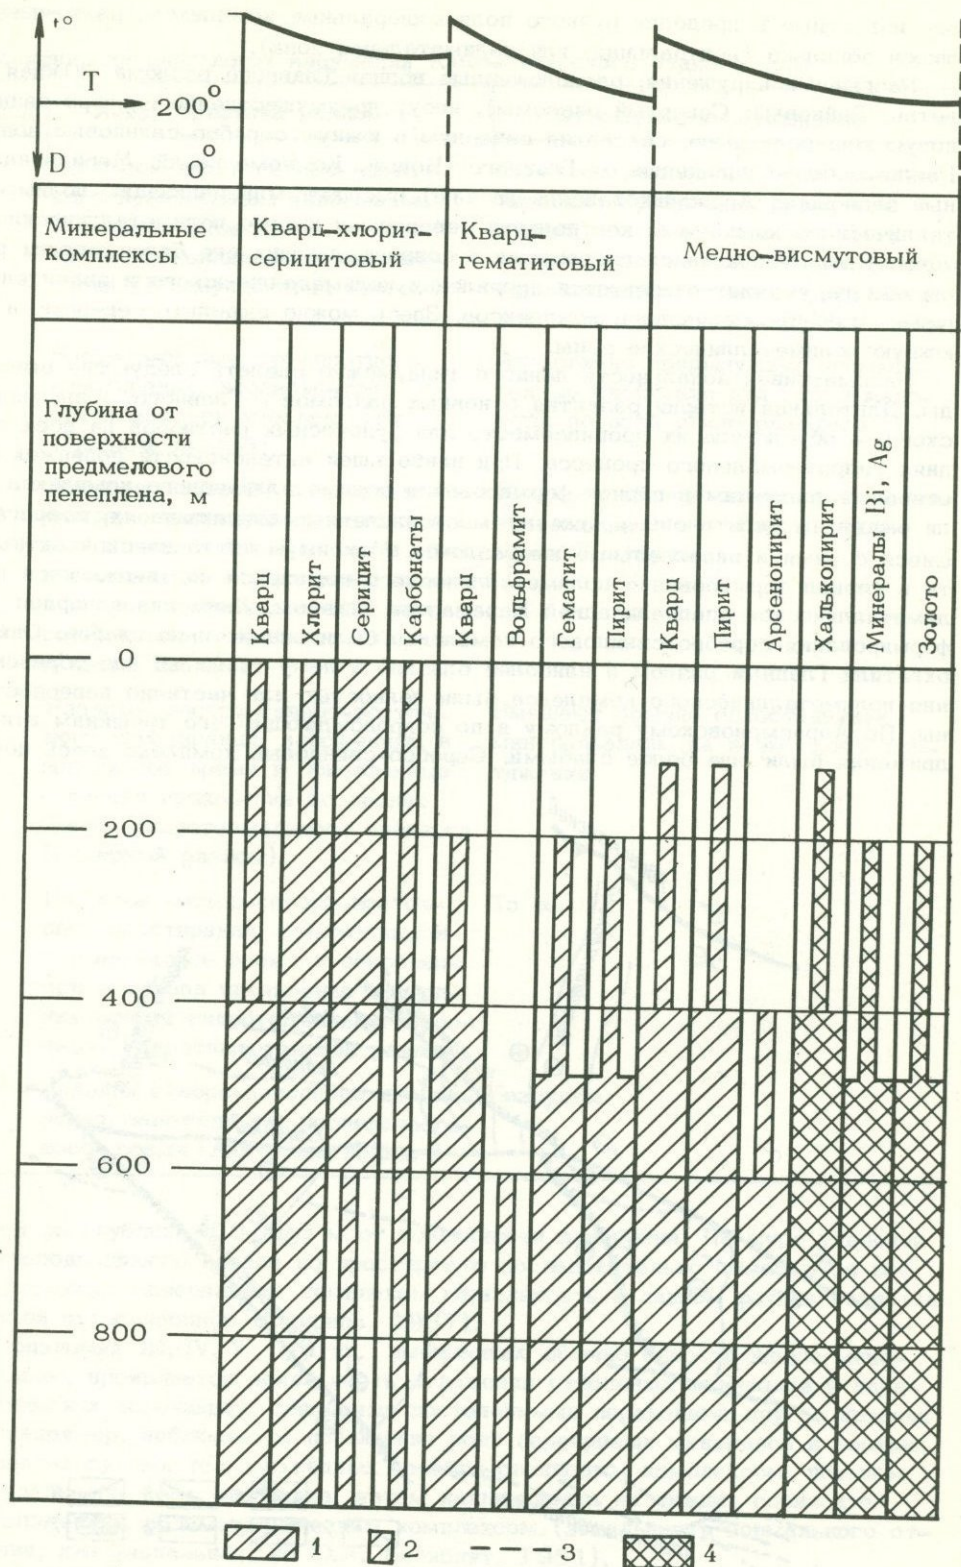 t°
T
200°
0°
D
Минеральные
комплексы
Кварц-хлорит-
серицитовый
Кварц-
гематитовый
Медно-висмутовый
Глубина от
поверхности
предмелового
пенеплена, м
Кварц
Хлорит
Серицит
Карбонаты
Кварц
Вольфрамит
Гематит
Пирит
Кварц
Пирит
Арсенопирит
Халькопирит
Минералы Bi, Ag
Золото
0
200
400
600
800
1
2
3
4